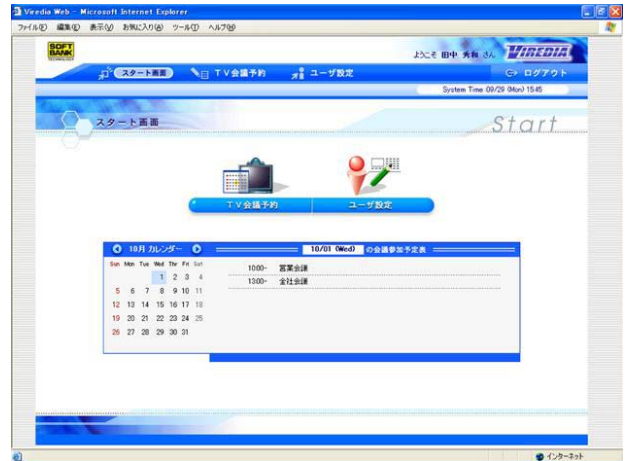 Viredia Web - Microsoft Internet Explorer
ファイル(F) 編集(E) 表示(V) お気に入り(A) ツール(T) ヘルプ(H)
SOFT
BANK
ようこそ 田中 秀和 さん VIREDIA
スタート画面 TV会議予約 ユーザ設定 ログアウト
System Time 09/29 (Mon) 15:45
スタート画面 Start
TV会議予約 ユーザ設定
10月 カレンダー 10/01 (Wed) の会議参加予定表
Sun Mon Tue Wed Thr Fri Sat
1 2 3 4
5 6 7 8 9 10 11
12 13 14 15 16 17 18
19 20 21 22 23 24 25
26 27 28 29 30 31
10:00- 営業会議
13:00- 全社会議
インターネット